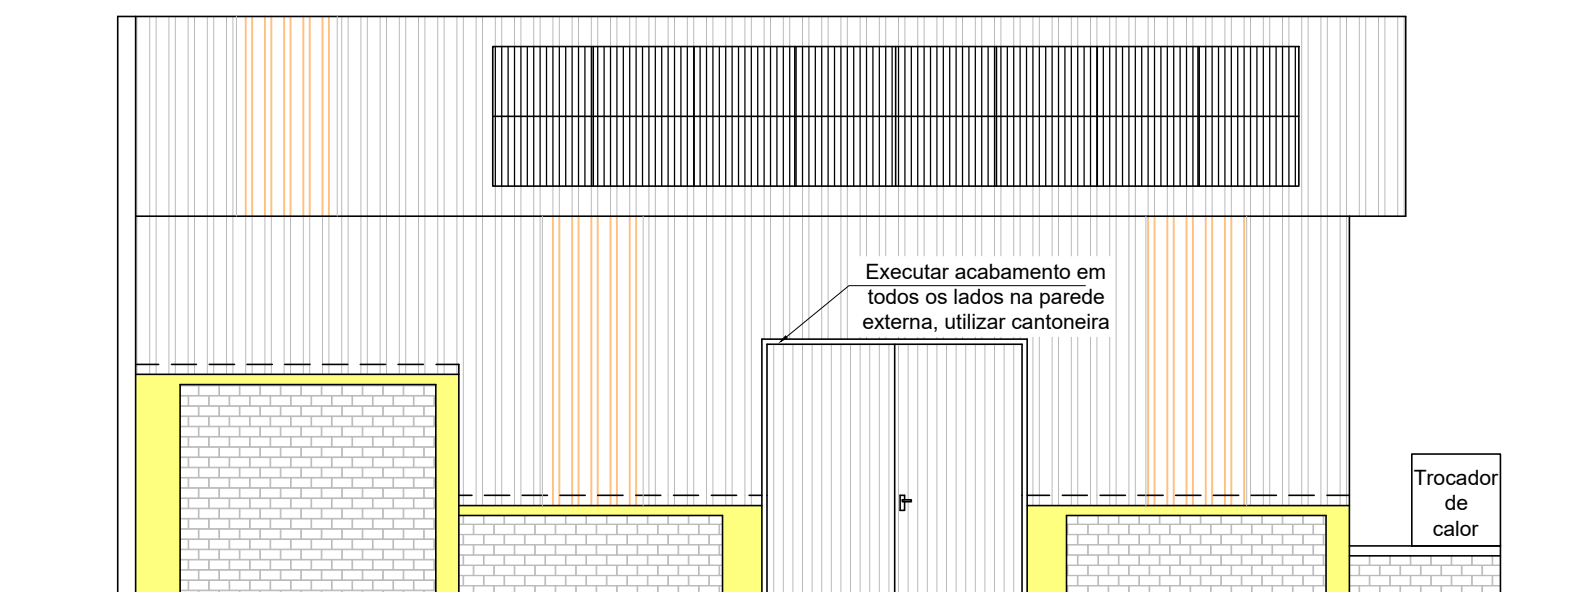 Executar acabamento em
todos os lados na parede
externa, utilizar cantoneira
Trocador
de
calor